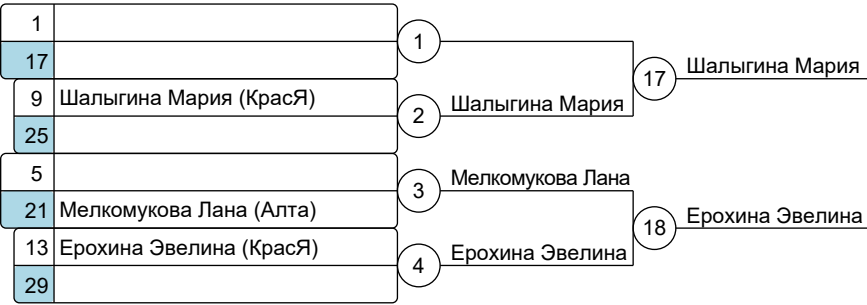 1
17
1
9 Шалыгина Мария (КрасЯ)
25
2
Шалыгина Мария
17
Шалыгина Мария
5
21 Мелкомукова Лана (Алта)
3
Мелкомукова Лана
13 Ерохина Эвелина (КрасЯ)
29
4
Ерохина Эвелина
18
Ерохина Эвелина